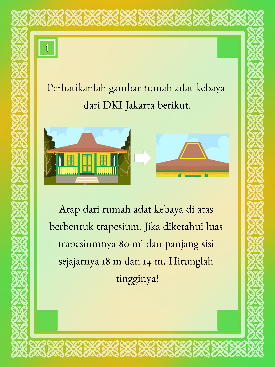 1
Perhatikanlah gambar rumah adat kebaya
dari DKI Jakarta berikut.
Atap dari rumah adat kebaya di atas
berbentuk trapesium. Jika diketahui luas
trapesiumnya 80 m² dan panjang sisi
sejajarnya 18 m dan 14 m. Hitunglah
tingginya!